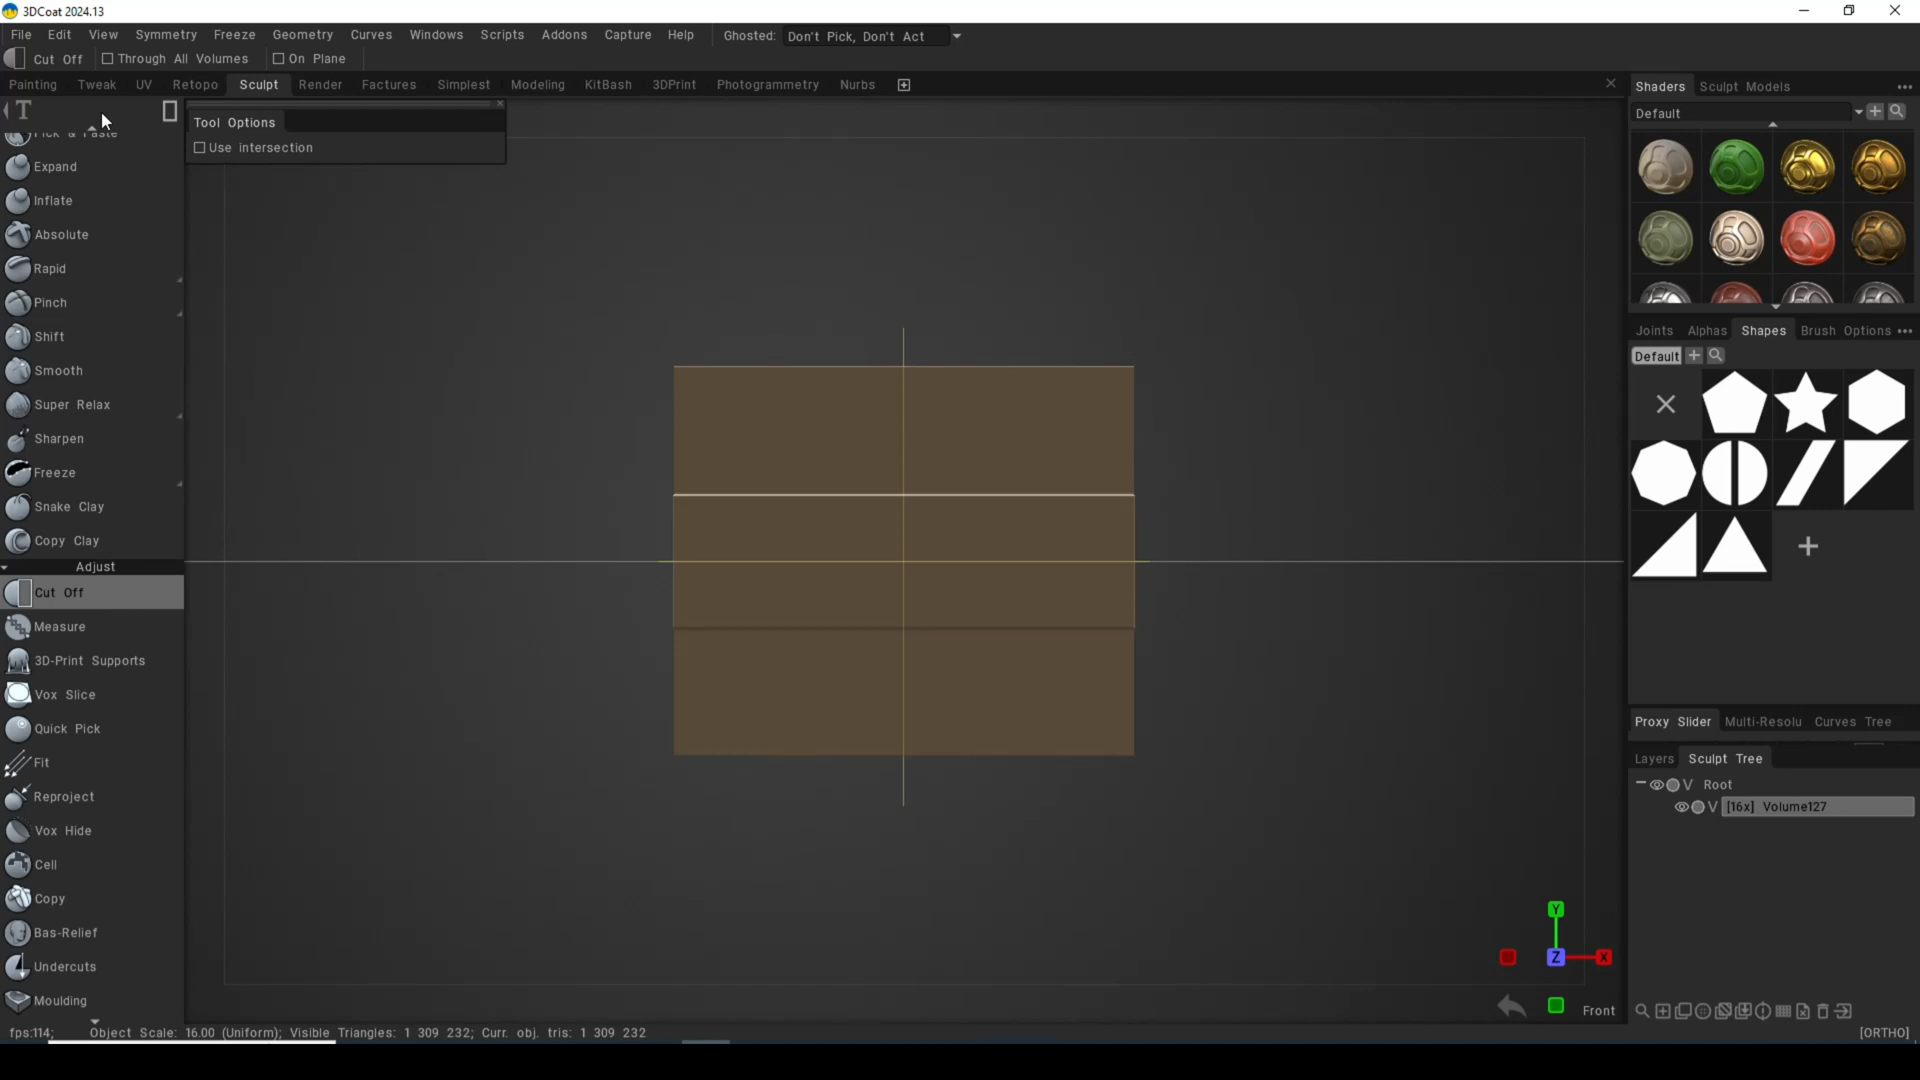 3DCoat 2024.13
File Edit View Symmetry Freeze Geometry Curves Windows Scripts Addons Capture Help Ghosted: Don't Pick, Don't Act
Cut Off Through All Volumes On Plane
Painting Tweak UV Retopo Sculpt Render Factures Simplest Modeling KitBash 3DPrint Photogrammetry Nurbs
T
Pick & Paste
Expand
Inflate
Absolute
Rapid
Pinch
Shift
Smooth
Super Relax
Sharpen
Freeze
Snake Clay
Copy Clay
Adjust
Cut Off
Measure
3D-Print Supports
Vox Slice
Quick Pick
Fit
Reproject
Vox Hide
Cell
Copy
Bas-Relief
Undercuts
Moulding
Tool Options
Use intersection
Shaders Sculpt Models
Default
Joints Alphas Shapes Brush Options
Default
Proxy Slider Multi-Resolu Curves Tree
Layers Sculpt Tree
V Root
V [16x] Volume127
Y
Z X
Front
fps:114; Object Scale: 16.00 (Uniform); Visible Triangles: 1 309 232; Curr. obj. tris: 1 309 232
[ORTHO]